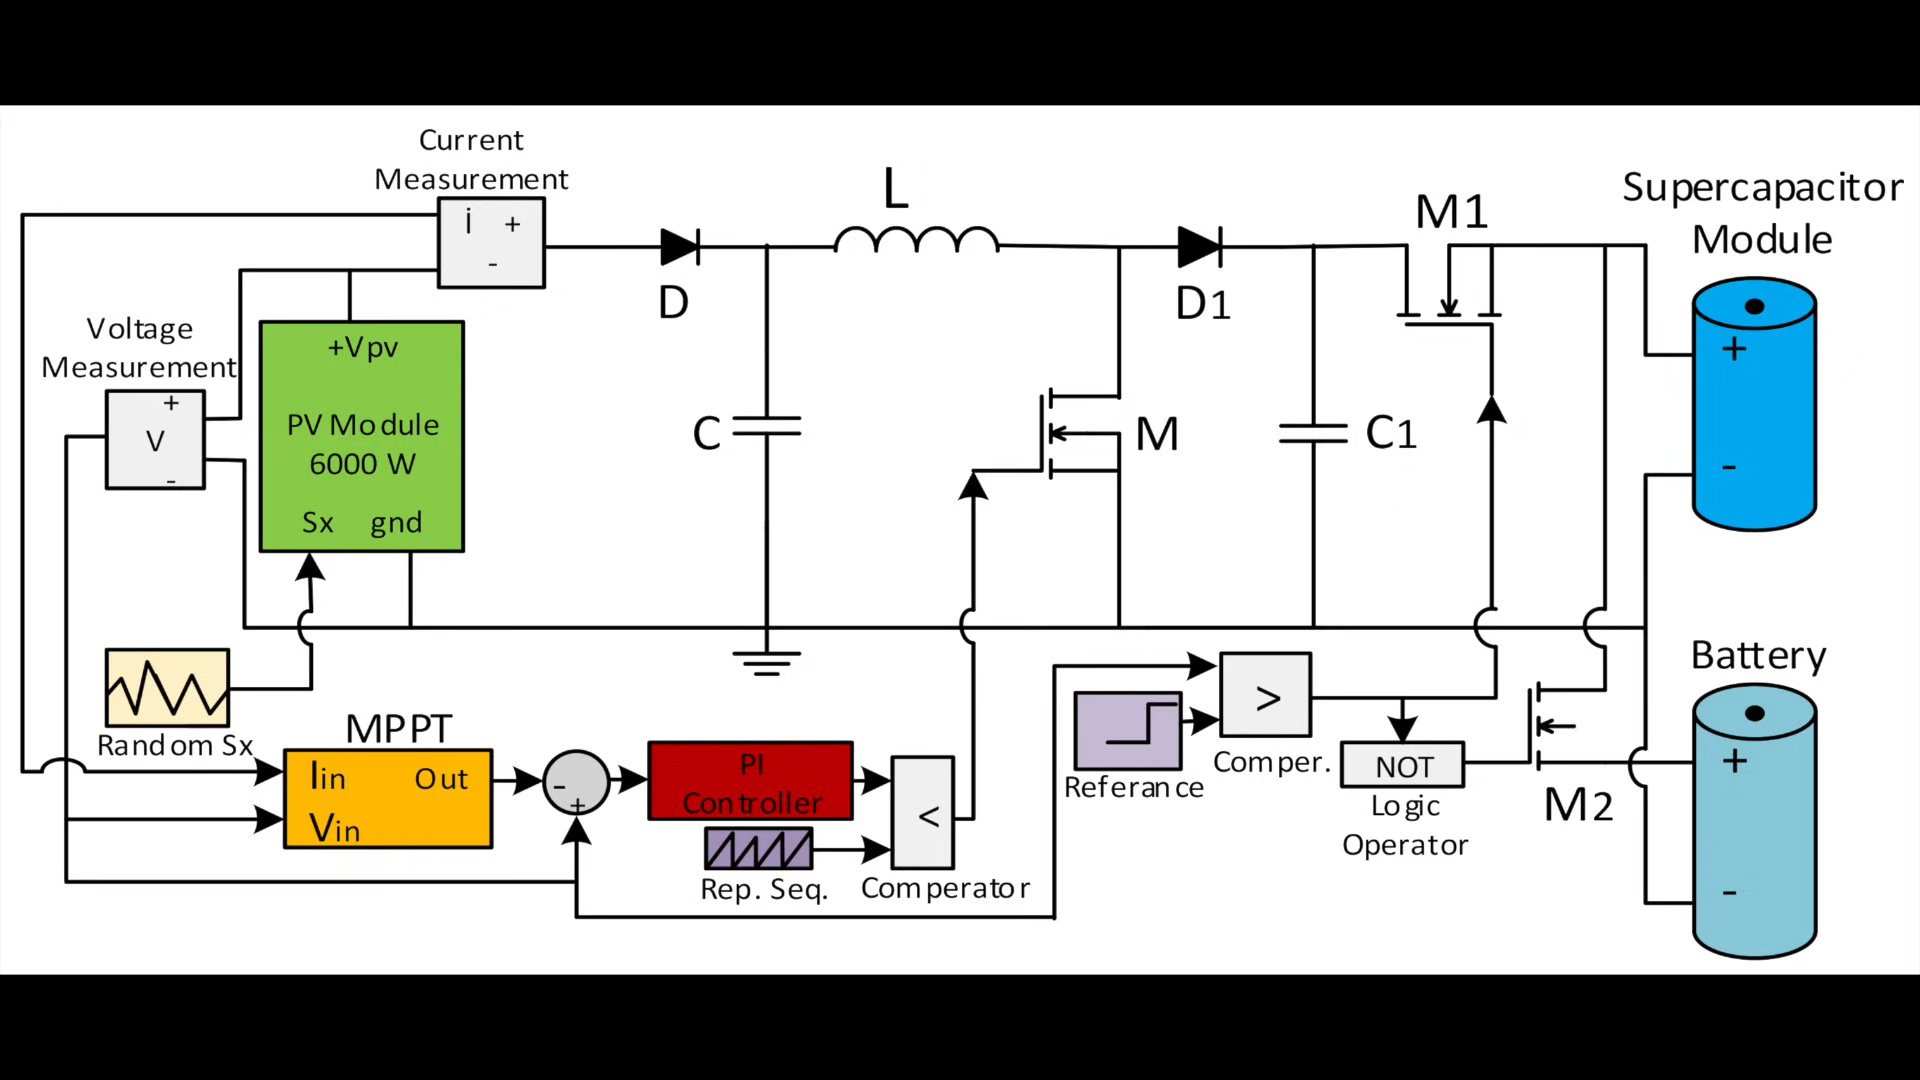 Current
Measurement
i +
-
L
M1
Supercapacitor
Module
D
D1
Voltage
Measurement
+
V
-
+Vpv
PV Module
6000 W
Sx gnd
C
M
C1
+
-
Random Sx
MPPT
Iin Out
Vin
-
+
PI
Controller
<
Rep. Seq.
Comperator
Referance
>
Comper.
NOT
Logic
Operator
M2
Battery
+
-